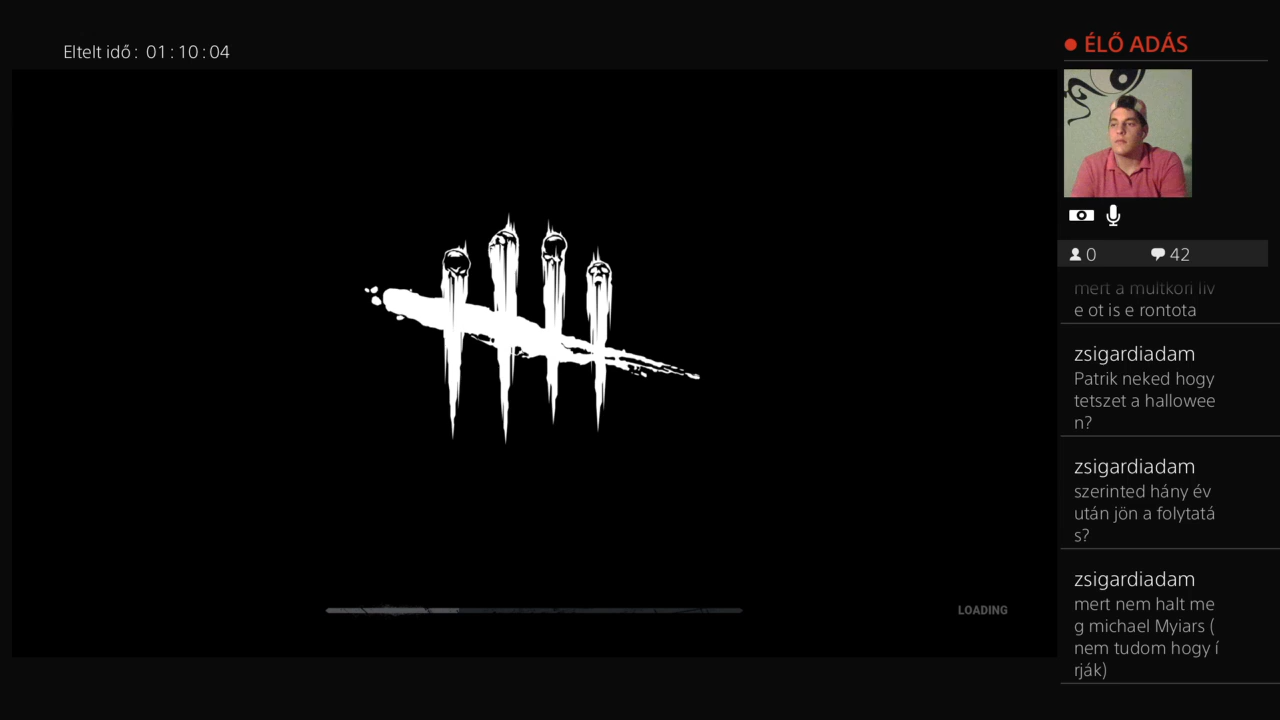 Eltelt idő: 01:10:04
ÉLŐ ADÁS
0
42
mert a multkori liv
e ot is e rontota
zsigardiadam
Patrik neked hogy
tetszet a hallowee
n?
zsigardiadam
szerinted hány év
után jön a folytatá
s?
zsigardiadam
mert nem halt me
g michael Myiars (
nem tudom hogy í
rják)
LOADING